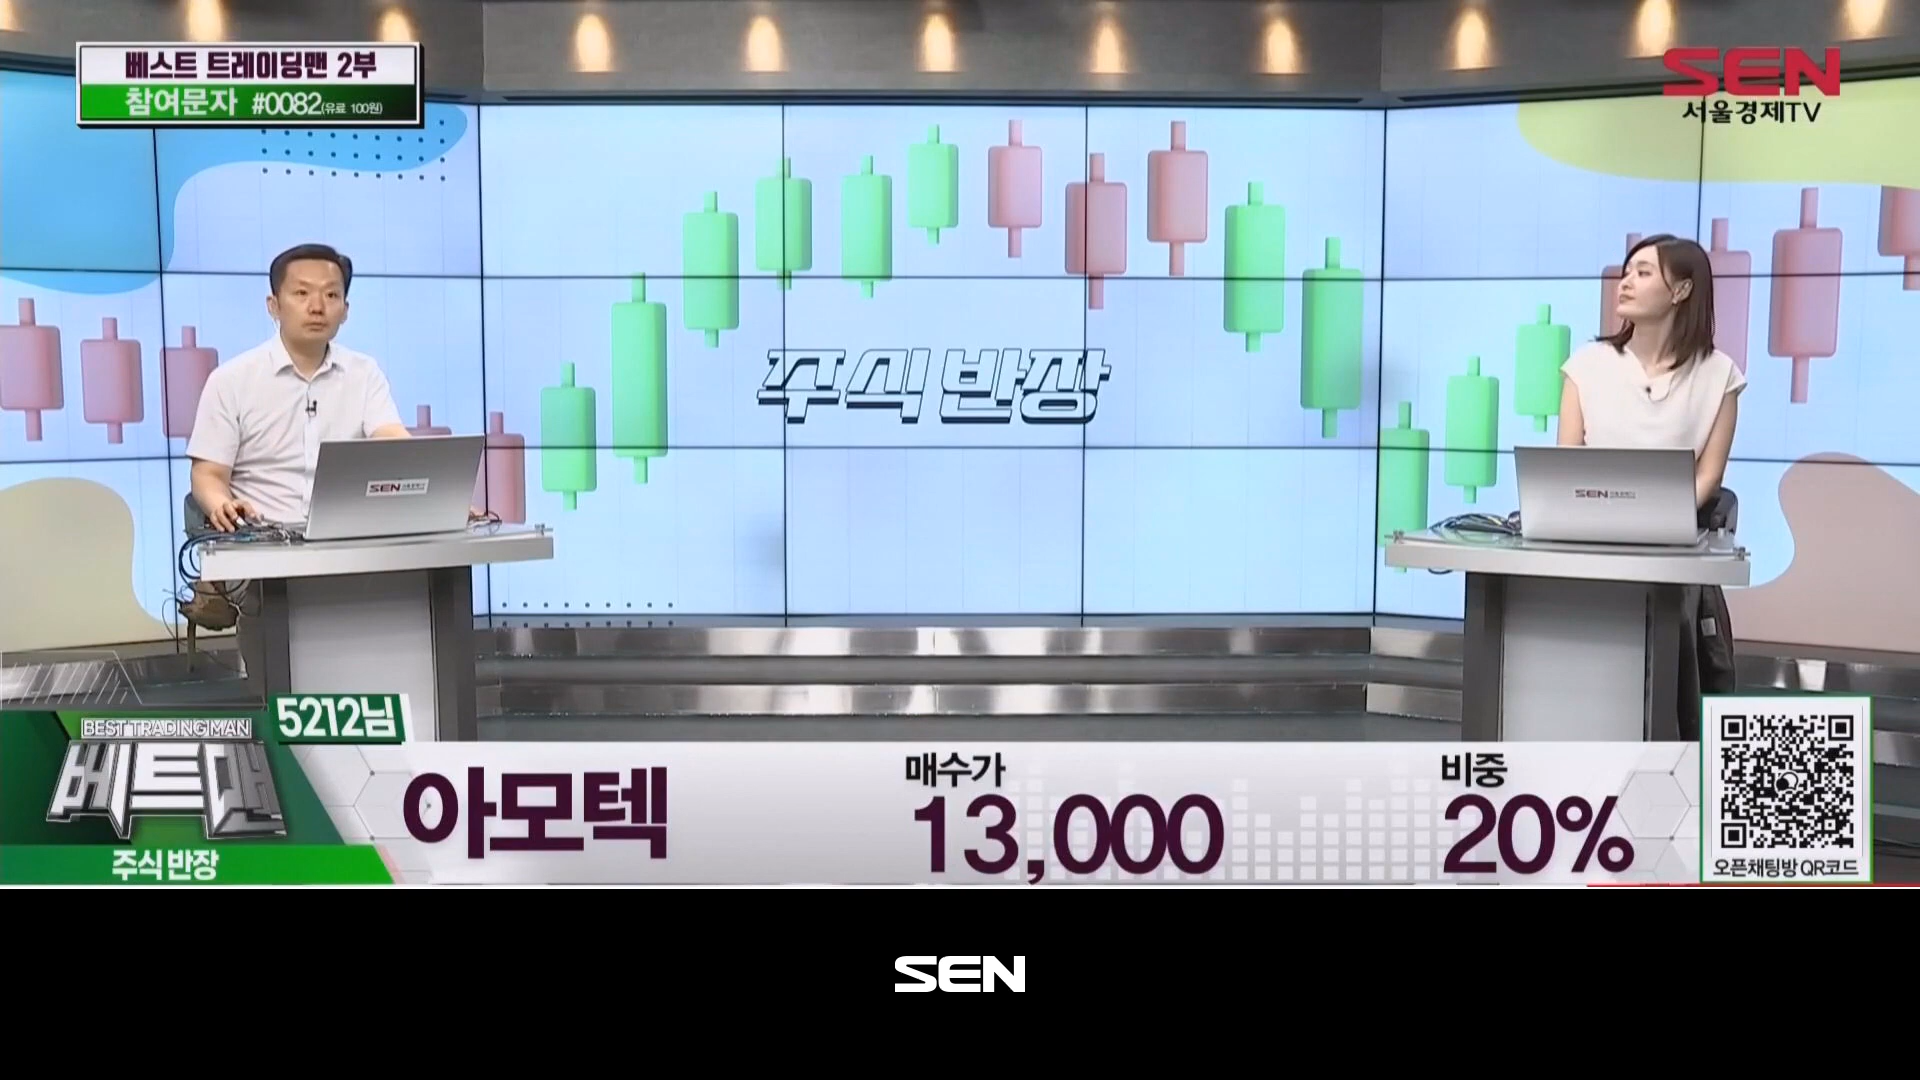 베스트 트레이딩맨 2부
참여문자 #0082(유료 100원)
SEN
서울경제TV
주식반장
SEN
SEN
5212님
BEST TRADING MAN
베트맨
주식반장
아모텍
매수가
13,000
비중
20%
오픈채팅방 QR코드
SEN